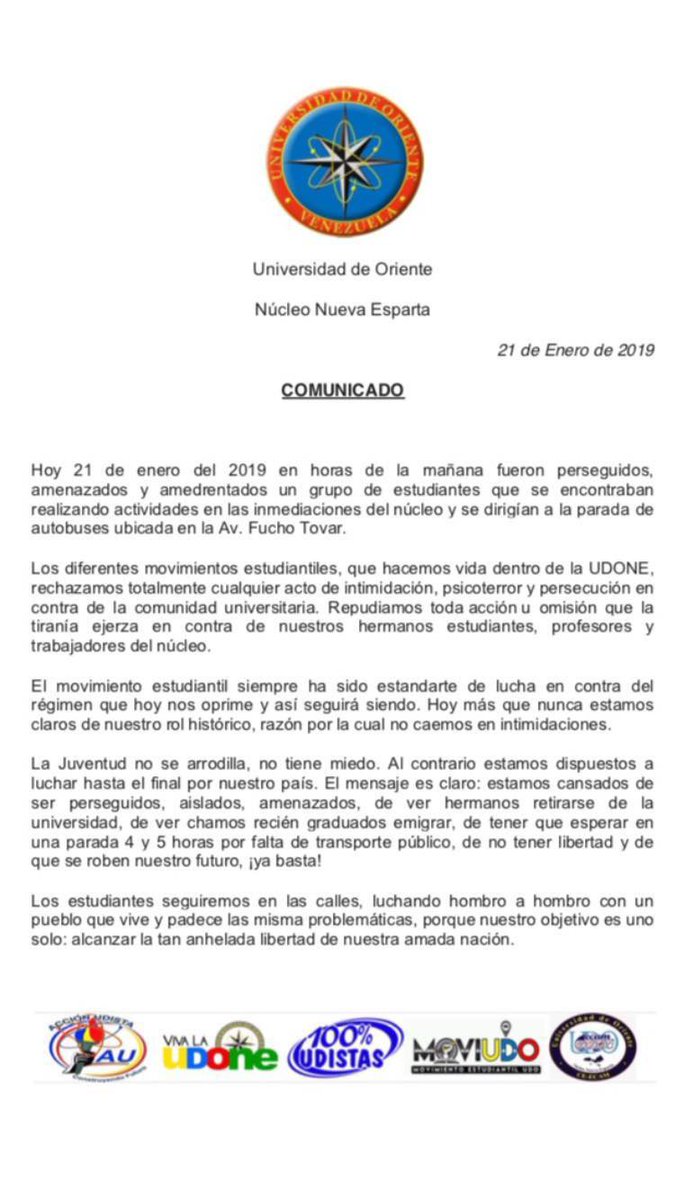 UNIVERSIDAD DE ORIENTE
VENEZUELA
Universidad de Oriente
Núcleo Nueva Esparta
21 de Enero de 2019
COMUNICADO
Hoy 21 de enero del 2019 en horas de la mañana fueron perseguidos,
amenazados y amedrentados un grupo de estudiantes que se encontraban
realizando actividades en las inmediaciones del núcleo y se dirigían a la parada de
autobuses ubicada en la Av. Fucho Tovar.
Los diferentes movimientos estudiantiles, que hacemos vida dentro de la UDONE,
rechazamos totalmente cualquier acto de intimidación, psicoterror y persecución en
contra de la comunidad universitaria. Repudiamos toda acción u omisión que la
tiranía ejerza en contra de nuestros hermanos estudiantes, profesores y
trabajadores del núcleo.
El movimiento estudiantil siempre ha sido estandarte de lucha en contra del
régimen que hoy nos oprime y así seguirá siendo. Hoy más que nunca estamos
claros de nuestro rol histórico, razón por la cual no caemos en intimidaciones.
La Juventud no se arrodilla, no tiene miedo. Al contrario estamos dispuestos a
luchar hasta el final por nuestro país. El mensaje es claro: estamos cansados de
ser perseguidos, aislados, amenazados, de ver hermanos retirarse de la
universidad, de ver chamos recién graduados emigrar, de tener que esperar en
una parada 4 y 5 horas por falta de transporte público, de no tener libertad y de
que se roben nuestro futuro, ¡ya basta!
Los estudiantes seguiremos en las calles, luchando hombro a hombro con un
pueblo que vive y padece las misma problemáticas, porque nuestro objetivo es uno
solo: alcanzar la tan anhelada libertad de nuestra amada nación.
ACCIÓN UDISTA
AU
Construyendo Futuro
VIVA LA
UDOne
100%
UDISTAS
MOVIUDO
MOVIMIENTO ESTUDIANTIL UDO
Universidad de Oriente